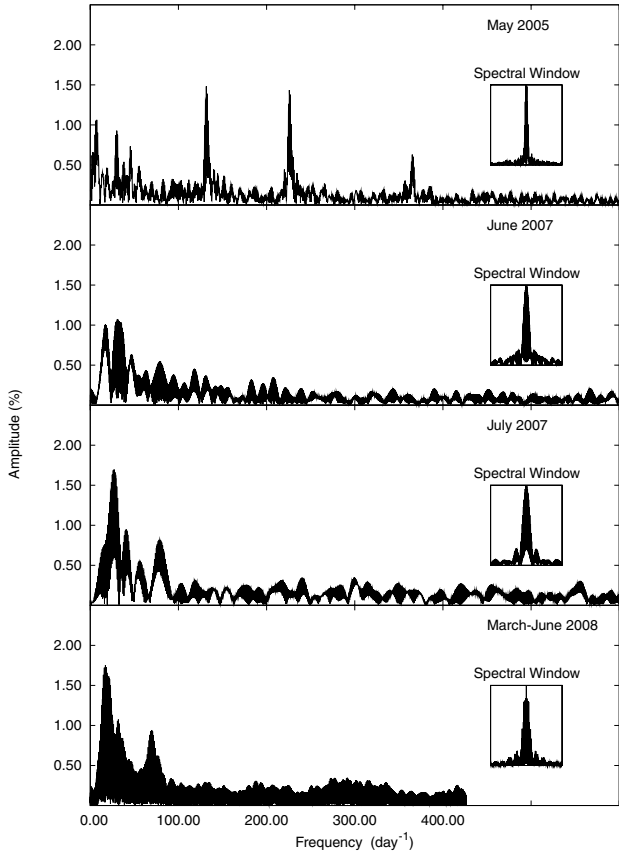 May 2005
Spectral Window
2.00
1.50
1.00
0.50
June 2007
Spectral Window
2.00
1.50
1.00
0.50
Amplitude (%)
July 2007
Spectral Window
2.00
1.50
1.00
0.50
March-June 2008
Spectral Window
2.00
1.50
1.00
0.50
0.00 100.00 200.00 300.00 400.00
Frequency (day⁻¹)